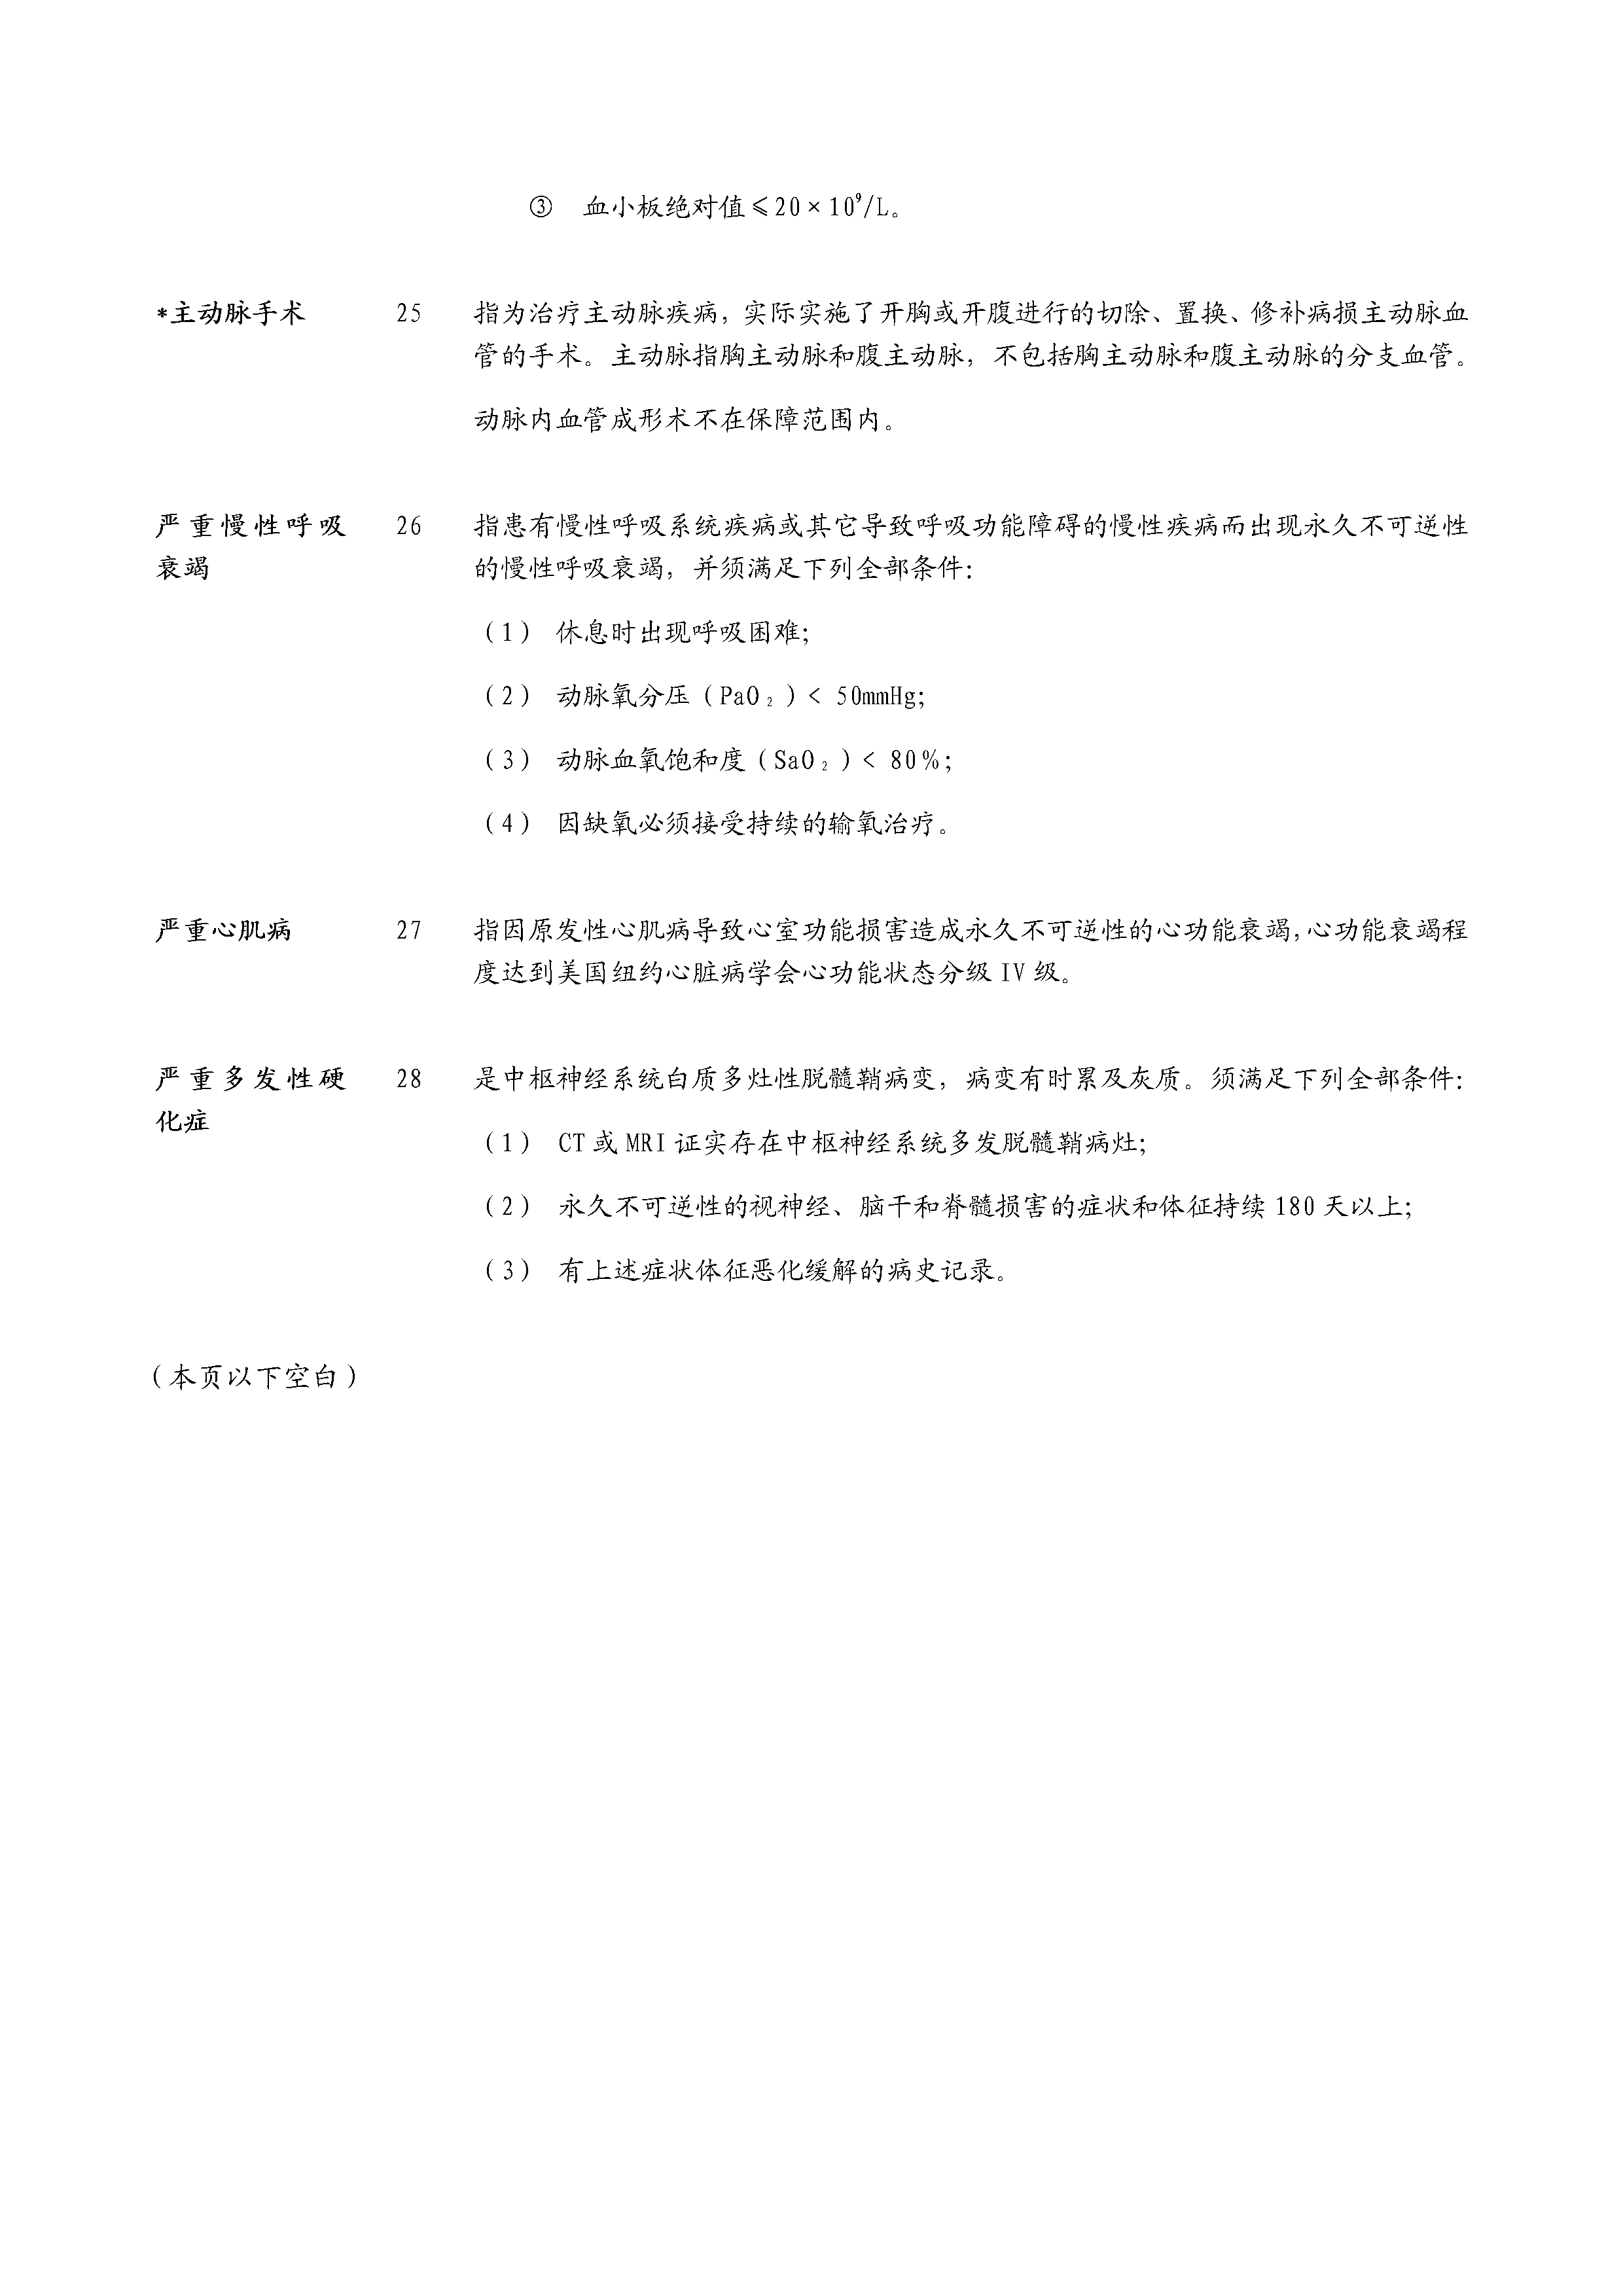 ③ 血小板绝对值≤20×10⁹/L。
*主动脉手术 25 指为治疗主动脉疾病，实际实施了开胸或开腹进行的切除、置换、修补病损主动脉血
管的手术。主动脉指胸主动脉和腹主动脉，不包括胸主动脉和腹主动脉的分支血管。
动脉内血管成形术不在保障范围内。
严重慢性呼吸 26 指患有慢性呼吸系统疾病或其它导致呼吸功能障碍的慢性疾病而出现永久不可逆性
衰竭 的慢性呼吸衰竭，并须满足下列全部条件：
（1） 休息时出现呼吸困难；
（2） 动脉氧分压（PaO₂）< 50mmHg；
（3） 动脉血氧饱和度（SaO₂）< 80%；
（4） 因缺氧必须接受持续的输氧治疗。
严重心肌病 27 指因原发性心肌病导致心室功能损害造成永久不可逆性的心功能衰竭，心功能衰竭程
度达到美国纽约心脏病学会心功能状态分级 IV 级。
严重多发性硬 28 是中枢神经系统白质多灶性脱髓鞘病变，病变有时累及灰质。须满足下列全部条件：
化症
（1） CT 或 MRI 证实存在中枢神经系统多发脱髓鞘病灶；
（2） 永久不可逆性的视神经、脑干和脊髓损害的症状和体征持续 180 天以上；
（3） 有上述症状体征恶化缓解的病史记录。
（本页以下空白）